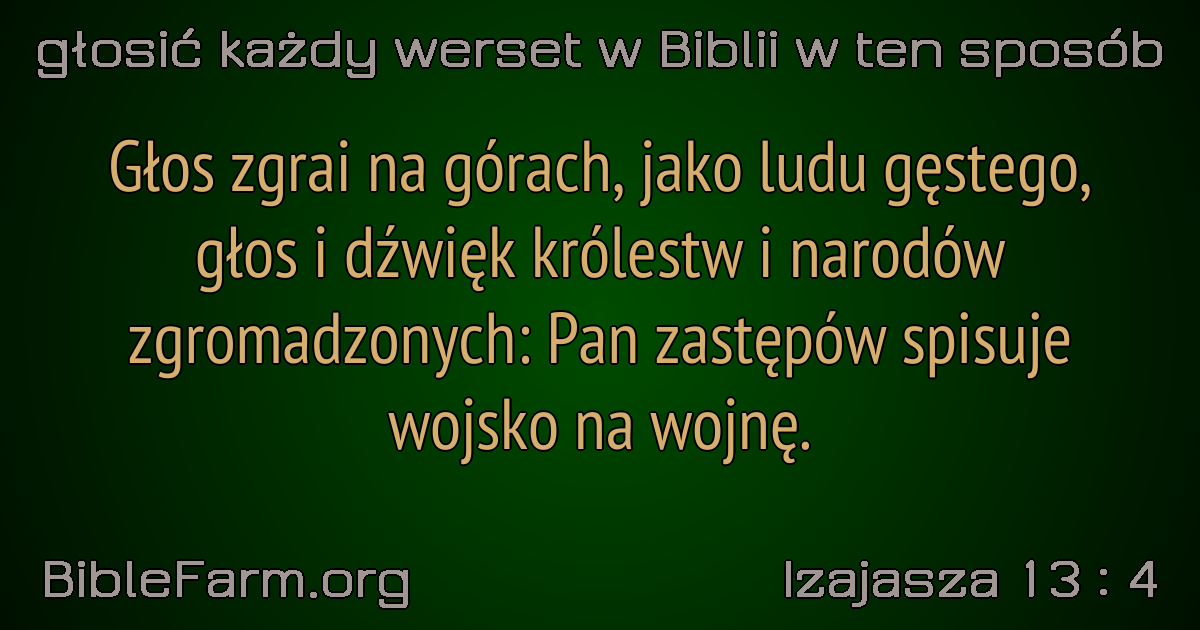 głosić każdy werset w Biblii w ten sposób
Głos zgrai na górach, jako ludu gęstego,
głos i dźwięk królestw i narodów
zgromadzonych: Pan zastępów spisuje
wojsko na wojnę.
BibleFarm.org
Izajasza 13 : 4